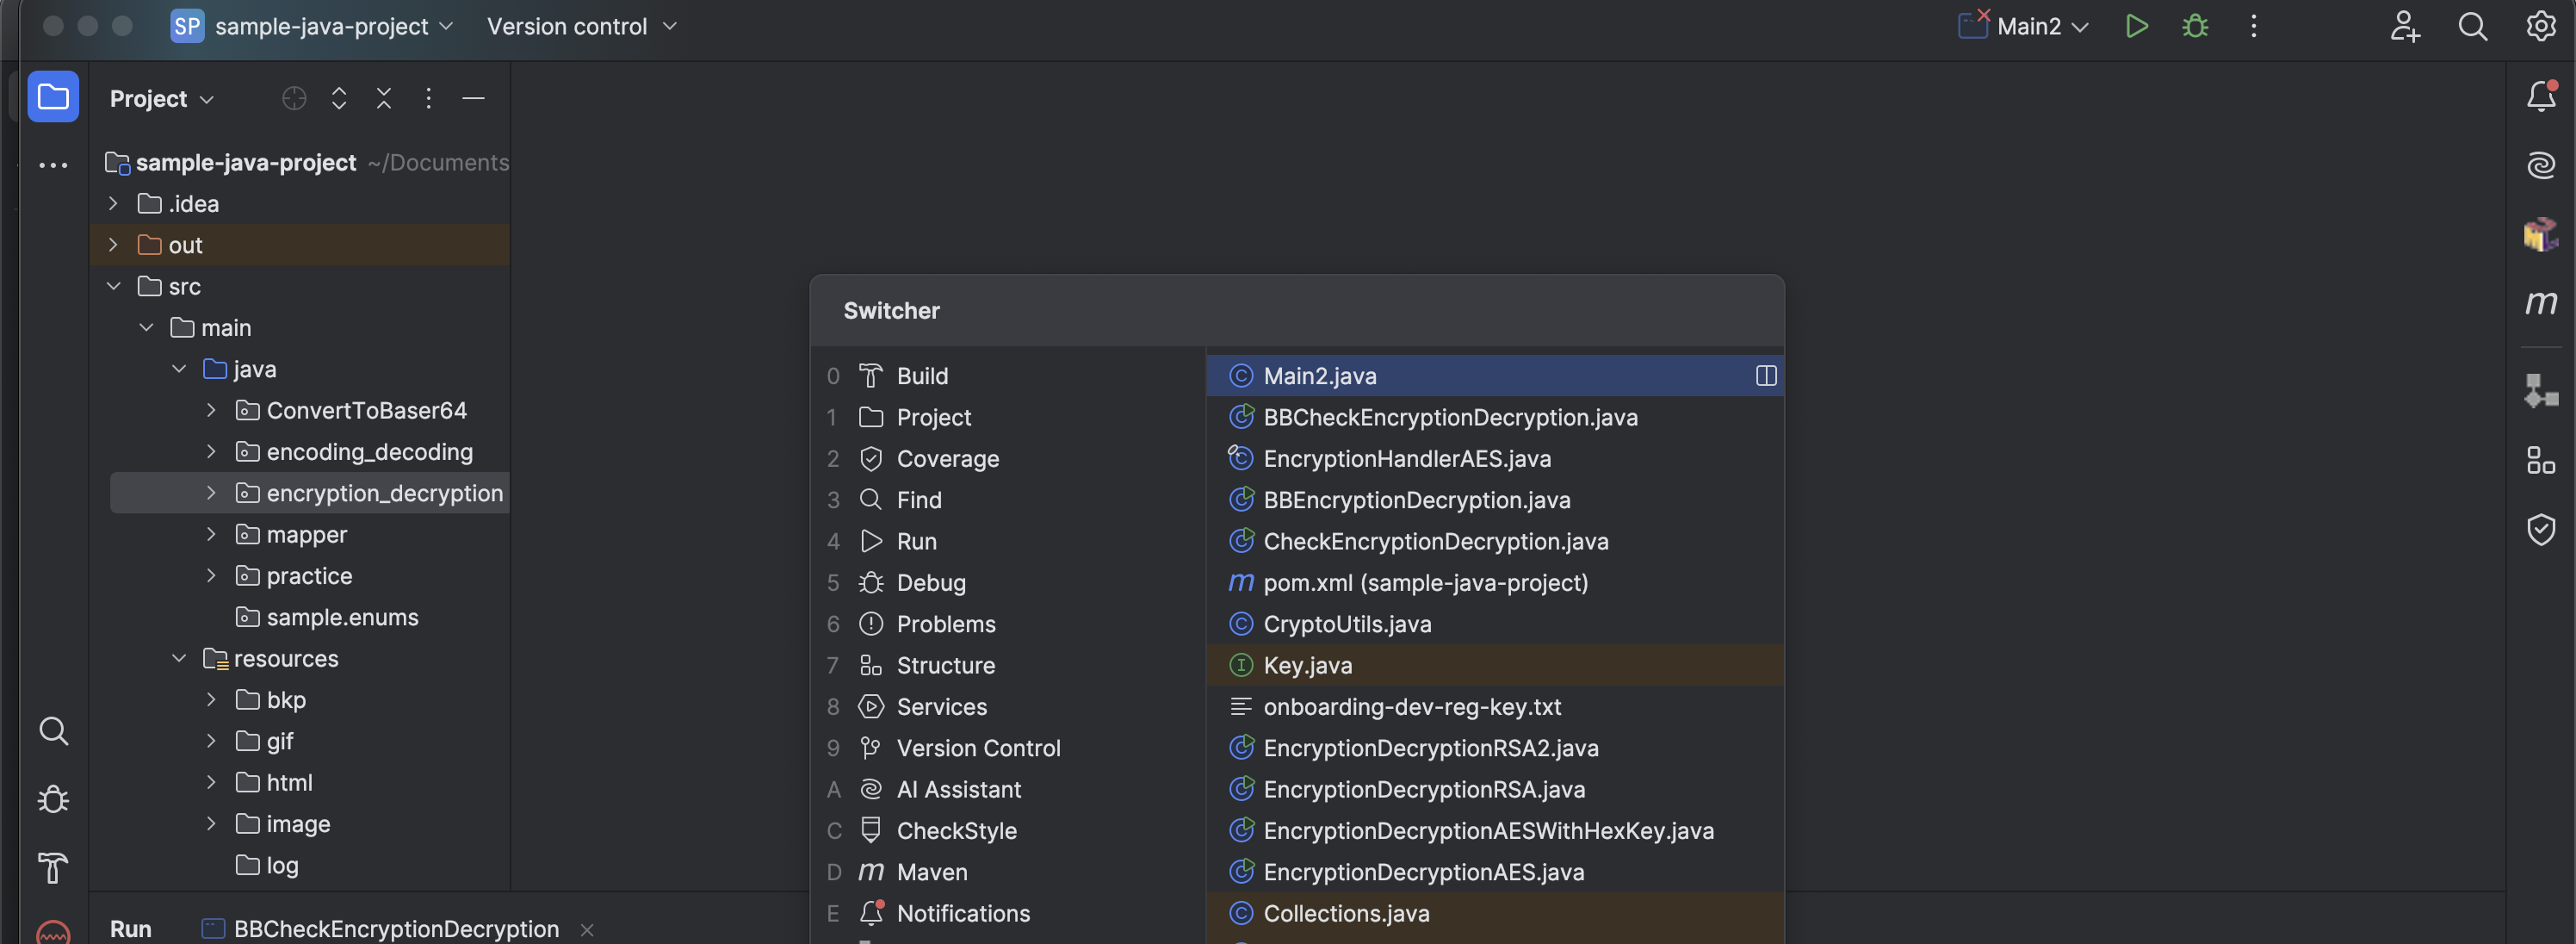 SP sample-java-project Version control Main2
Project
sample-java-project ~/Documents
.idea
out
src
main
java
ConvertToBaser64
encoding_decoding
encryption_decryption
mapper
practice
sample.enums
resources
bkp
gif
html
image
log
Switcher
0 Build
1 Project
2 Coverage
3 Find
4 Run
5 Debug
6 Problems
7 Structure
8 Services
9 Version Control
A AI Assistant
C CheckStyle
D m Maven
E Notifications
C Main2.java
C BBCheckEncryptionDecryption.java
C EncryptionHandlerAES.java
C BBEncryptionDecryption.java
C CheckEncryptionDecryption.java
m pom.xml (sample-java-project)
C CryptoUtils.java
I Key.java
onboarding-dev-reg-key.txt
C EncryptionDecryptionRSA2.java
C EncryptionDecryptionRSA.java
C EncryptionDecryptionAESWithHexKey.java
C EncryptionDecryptionAES.java
C Collections.java
m
Run BBCheckEncryptionDecryption